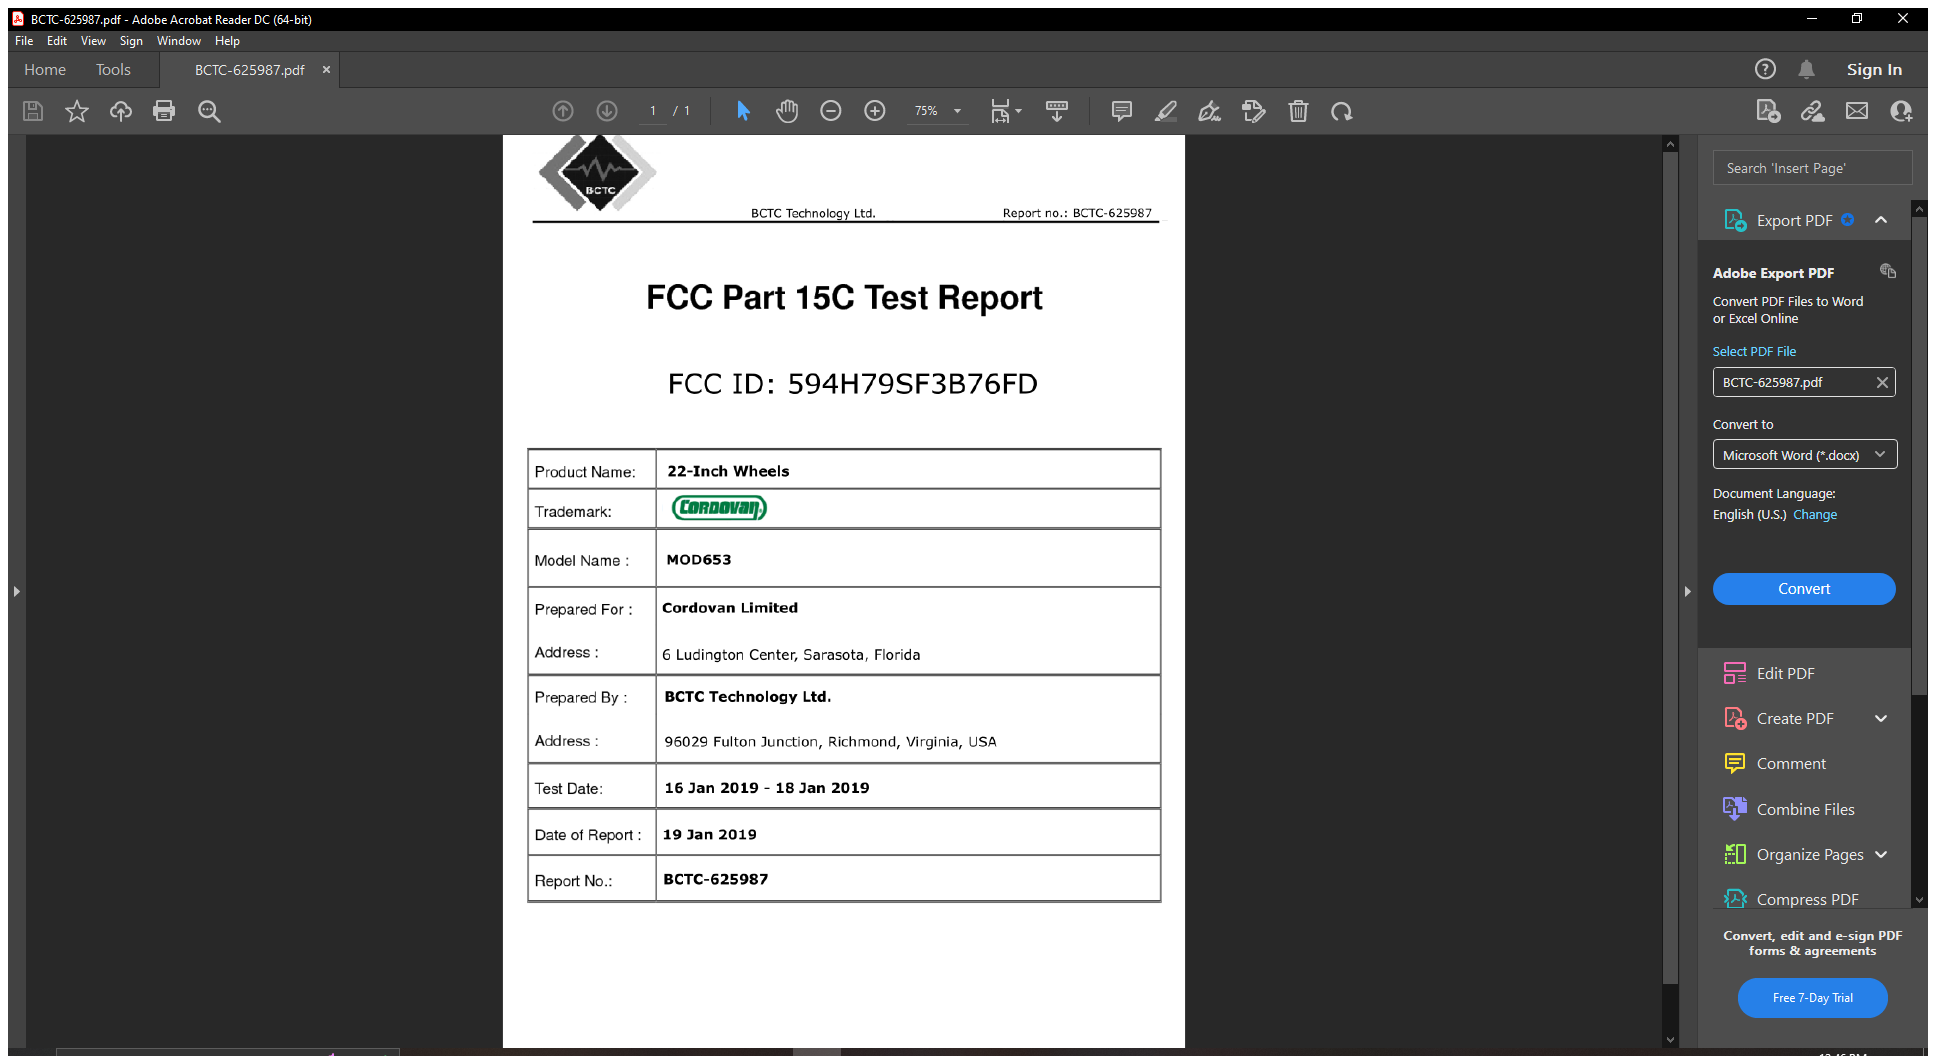 BCTC-625987.pdf - Adobe Acrobat Reader DC (64-bit)
File Edit View Sign Window Help
Home Tools BCTC-625987.pdf Sign In
1 / 1 75%
BCTC
BCTC Technology Ltd. Report no.: BCTC-625987
FCC Part 15C Test Report
FCC ID: 594H79SF3B76FD
Product Name: 22-Inch Wheels
Trademark: CORDOVAN
Model Name : MOD653
Prepared For : Cordovan Limited
Address : 6 Ludington Center, Sarasota, Florida
Prepared By : BCTC Technology Ltd.
Address : 96029 Fulton Junction, Richmond, Virginia, USA
Test Date: 16 Jan 2019 - 18 Jan 2019
Date of Report : 19 Jan 2019
Report No.: BCTC-625987
Search 'Insert Page'
Export PDF
Adobe Export PDF
Convert PDF Files to Word
or Excel Online
Select PDF File
BCTC-625987.pdf
Convert to
Microsoft Word (*.docx)
Document Language:
English (U.S.) Change
Convert
Edit PDF
Create PDF
Comment
Combine Files
Organize Pages
Compress PDF
Convert, edit and e-sign PDF
forms & agreements
Free 7-Day Trial